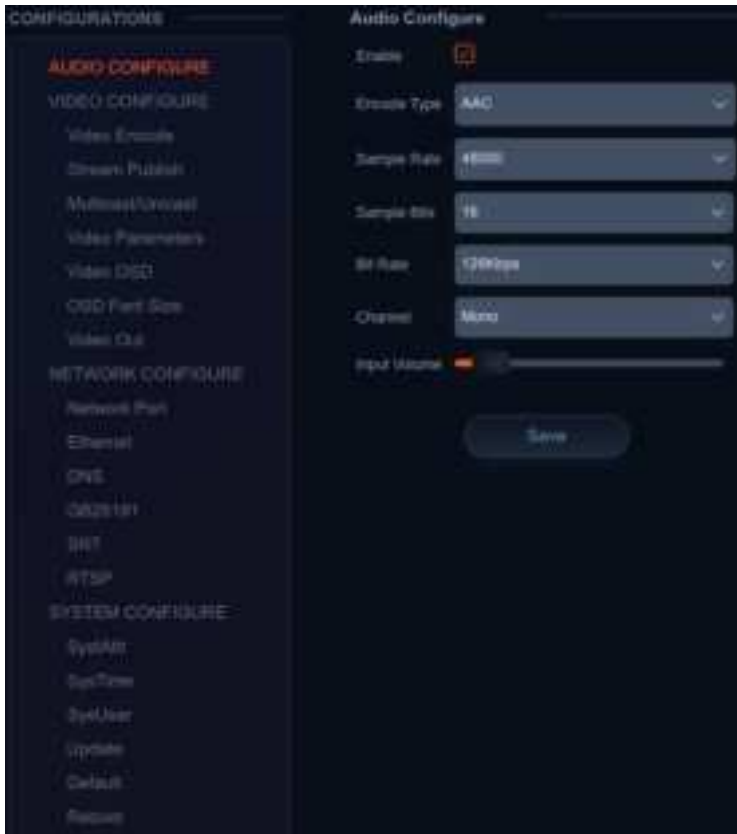 CONFIGURATIONS
AUDIO CONFIGURE
VIDEO CONFIGURE
Video Encode
Stream Publish
Multicast/Unicast
Video Parameters
Video OSD
OSD Font Size
Video Out
NETWORK CONFIGURE
Network Port
Ethernet
DNS
GB28181
SRT
RTSP
SYSTEM CONFIGURE
SysTime
SysUser
Update
Default
Reboot
Audio Configure
Enable
Encode Type AAC
Sample Rate 48000
Sample Bits 16
Bit Rate 128Kbps
Channel Mono
Input Volume
Save